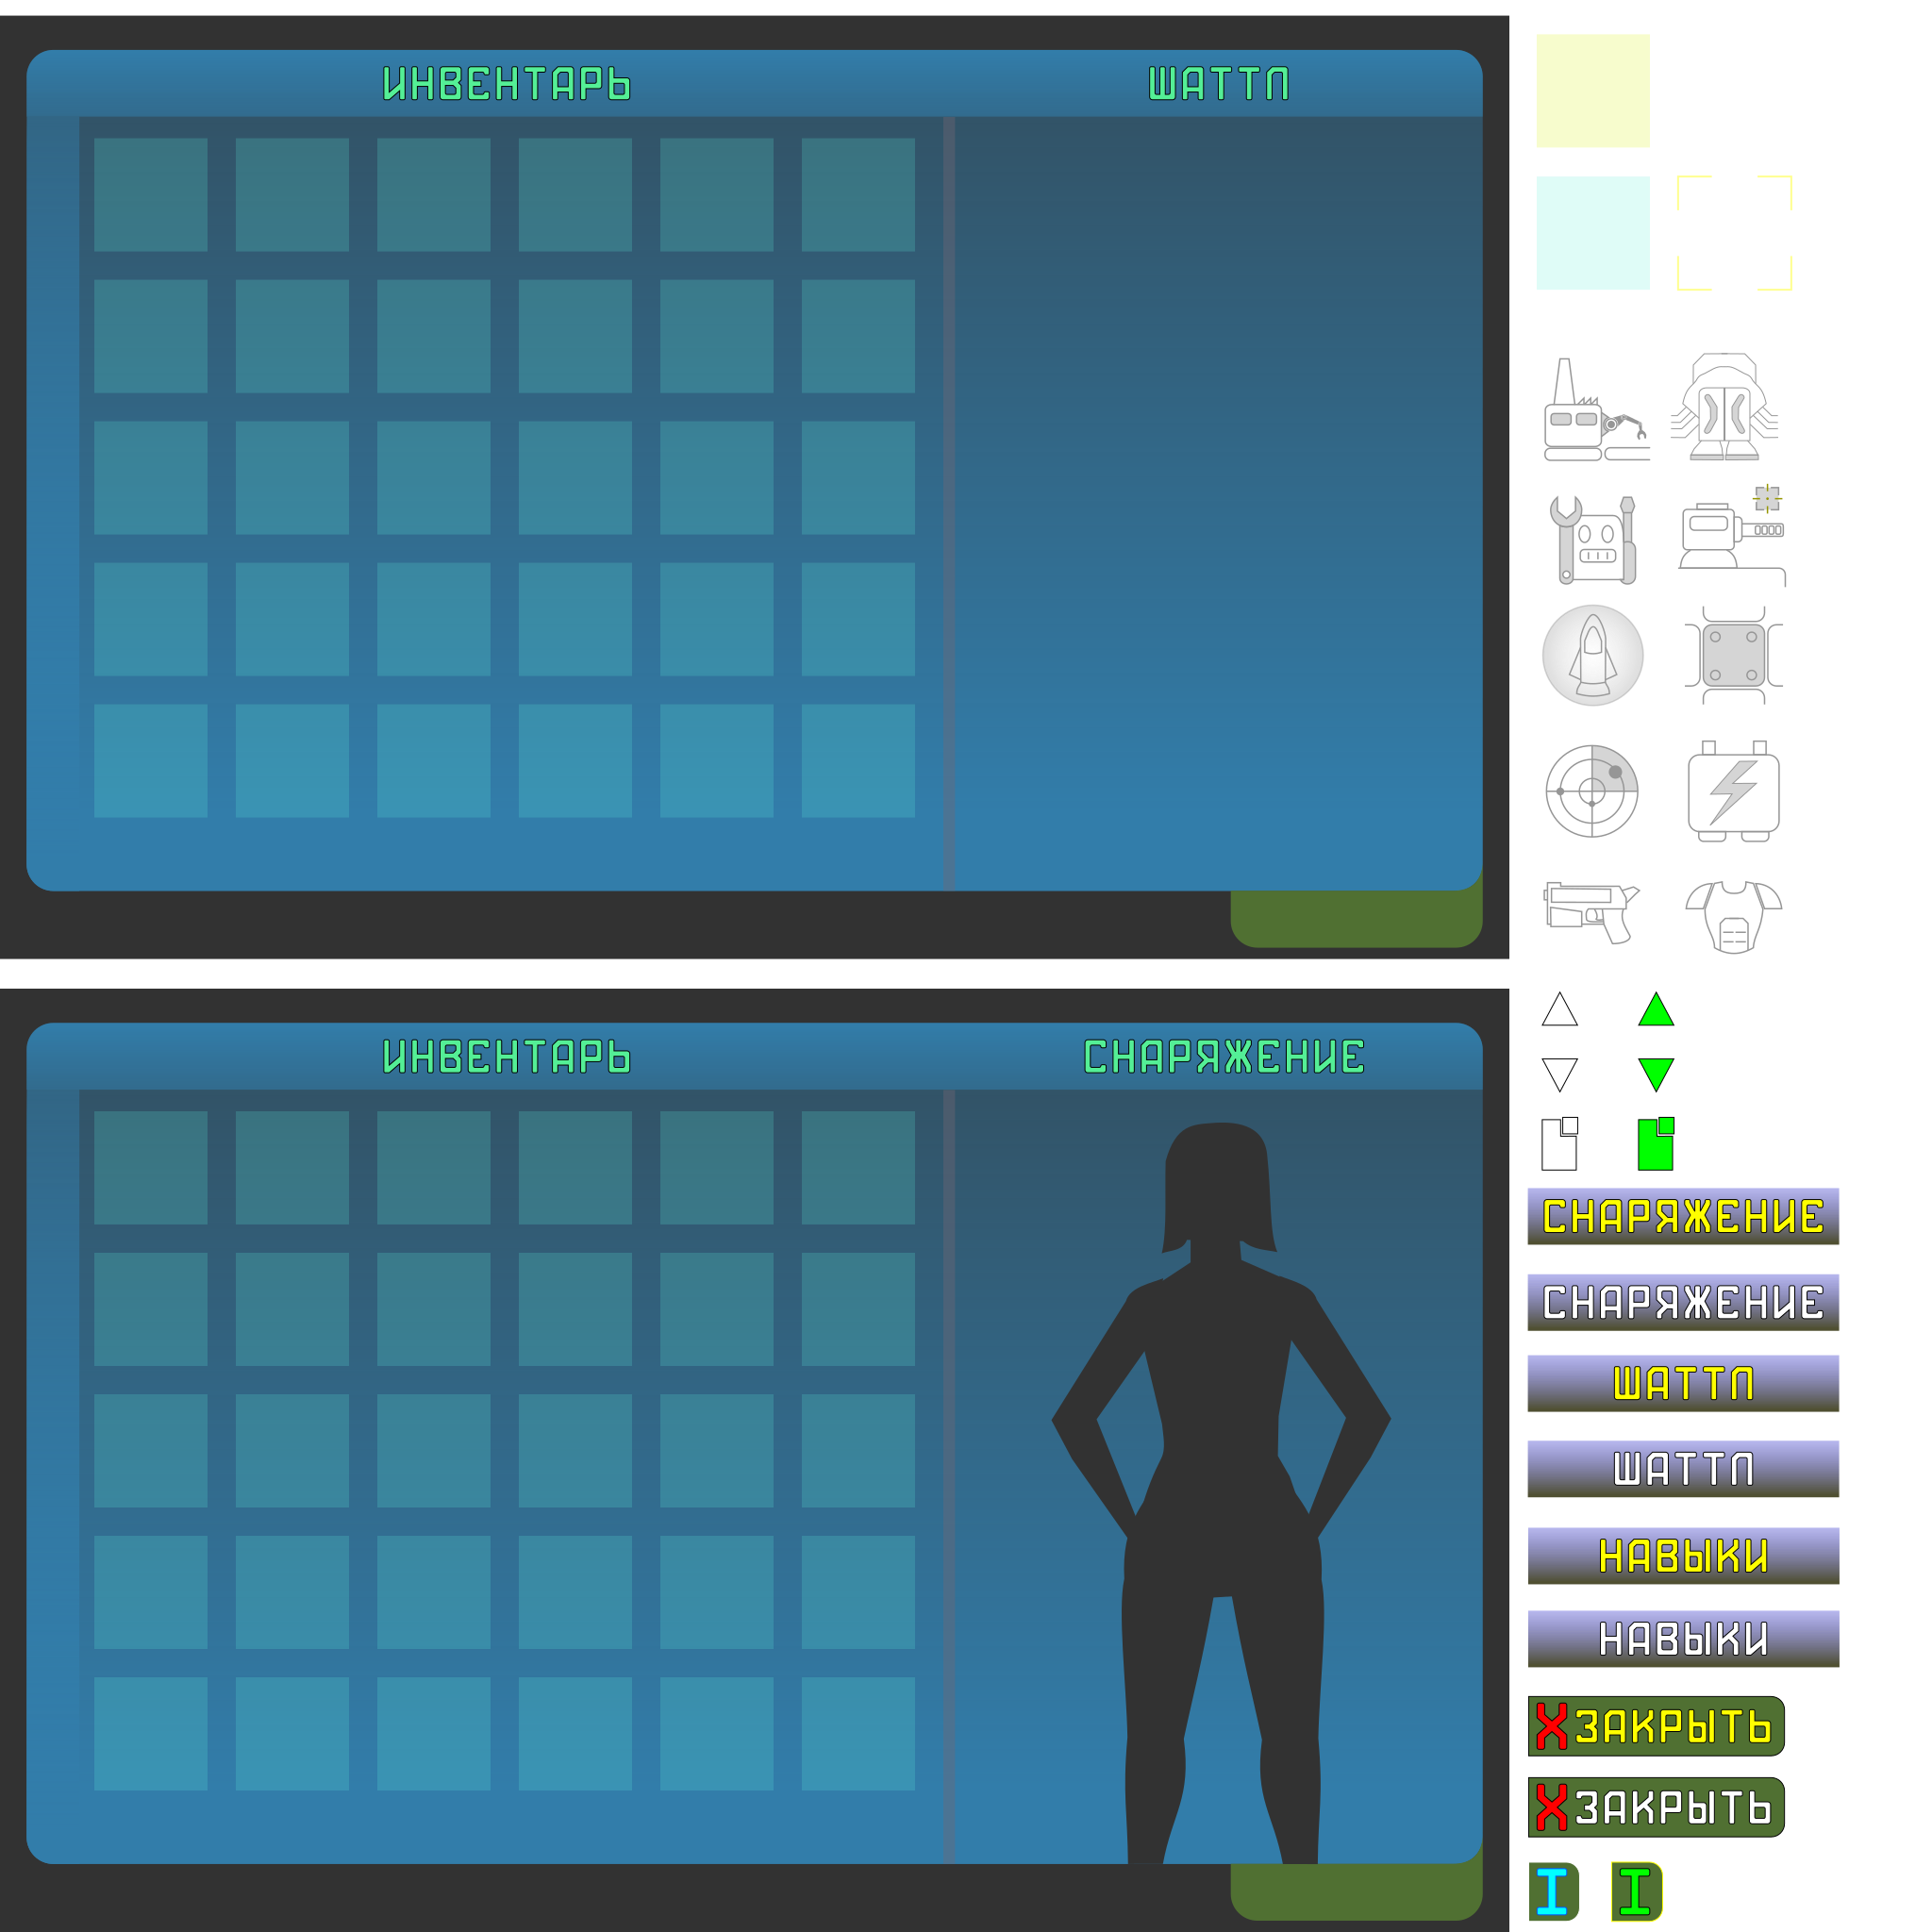 ИНВЕНТАРЬ
ШАТТЛ
ИНВЕНТАРЬ
СНАРЯЖЕНИЕ
СНАРЯЖЕНИЕ
СНАРЯЖЕНИЕ
ШАТТЛ
ШАТТЛ
НАВЫКИ
НАВЫКИ
X ЗАКРЫТЬ
X ЗАКРЫТЬ
I I